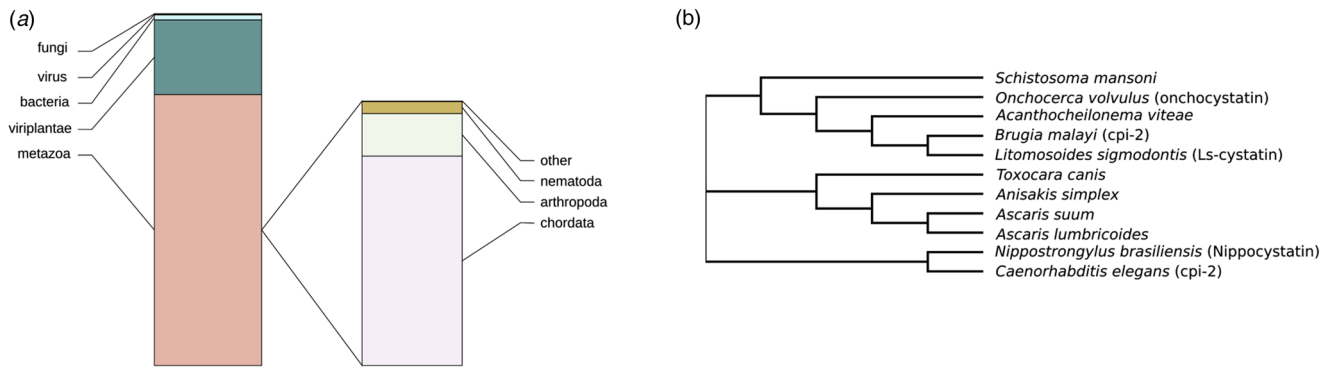 (a)
fungi
virus
bacteria
viriplantae
metazoa
other
nematoda
arthropoda
chordata
(b)
Schistosoma mansoni
Onchocerca volvulus (onchocystatin)
Acanthocheilonema viteae
Brugia malayi (cpi-2)
Litomosoides sigmodontis (Ls-cystatin)
Toxocara canis
Anisakis simplex
Ascaris suum
Ascaris lumbricoides
Nippostrongylus brasiliensis (Nippocystatin)
Caenorhabditis elegans (cpi-2)